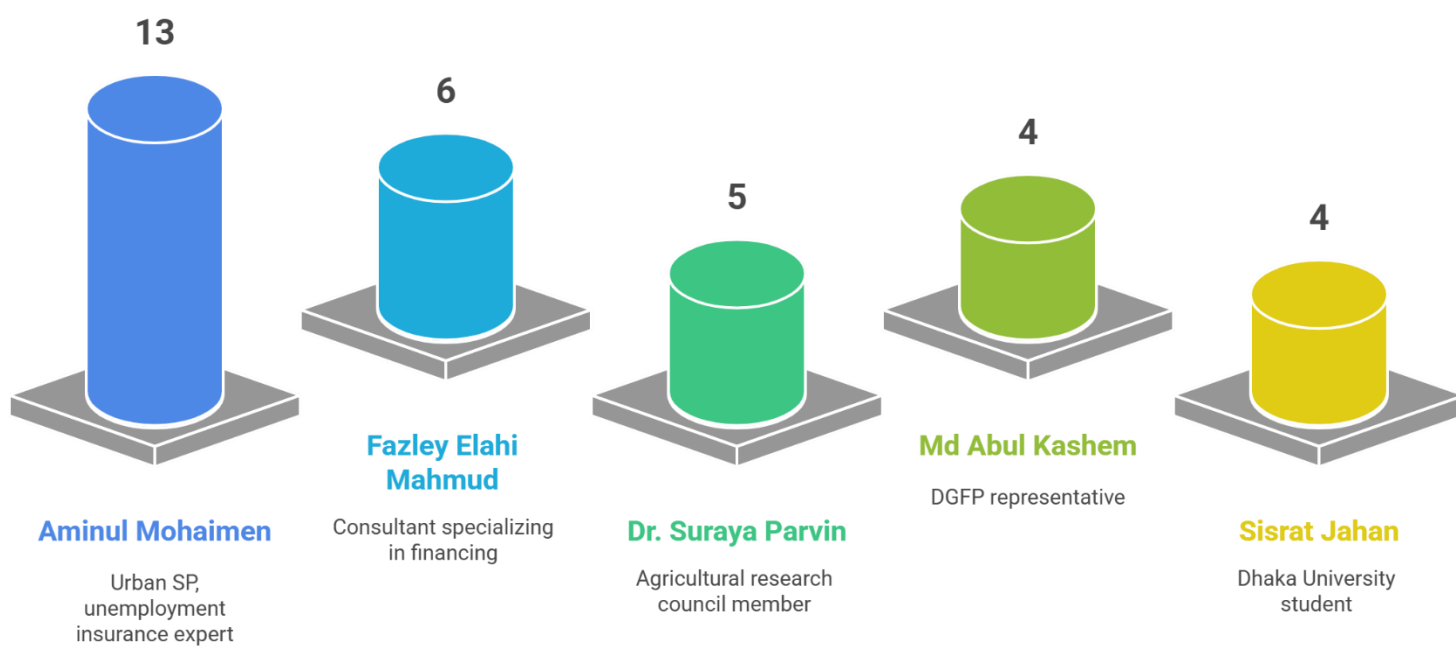 13
Aminul Mohaimen
Urban SP,
unemployment
insurance expert
6
Fazley Elahi
Mahmud
Consultant specializing
in financing
5
Dr. Suraya Parvin
Agricultural research
council member
4
Md Abul Kashem
DGFP representative
4
Sisrat Jahan
Dhaka University
student